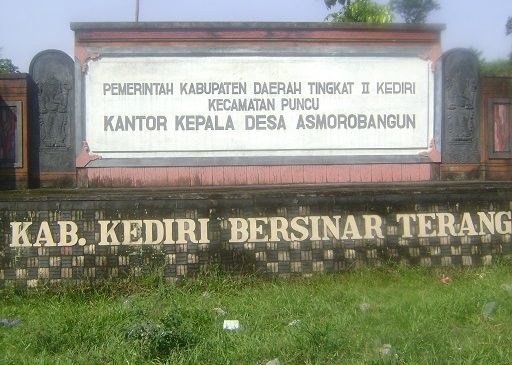 PEMERINTAH KABUPATEN DAERAH TINGKAT II KEDIRI
KECAMATAN PUNCU
KANTOR KEPALA DESA ASMOROBANGUN
KAB. KEDIRI BERSINAR TERANG